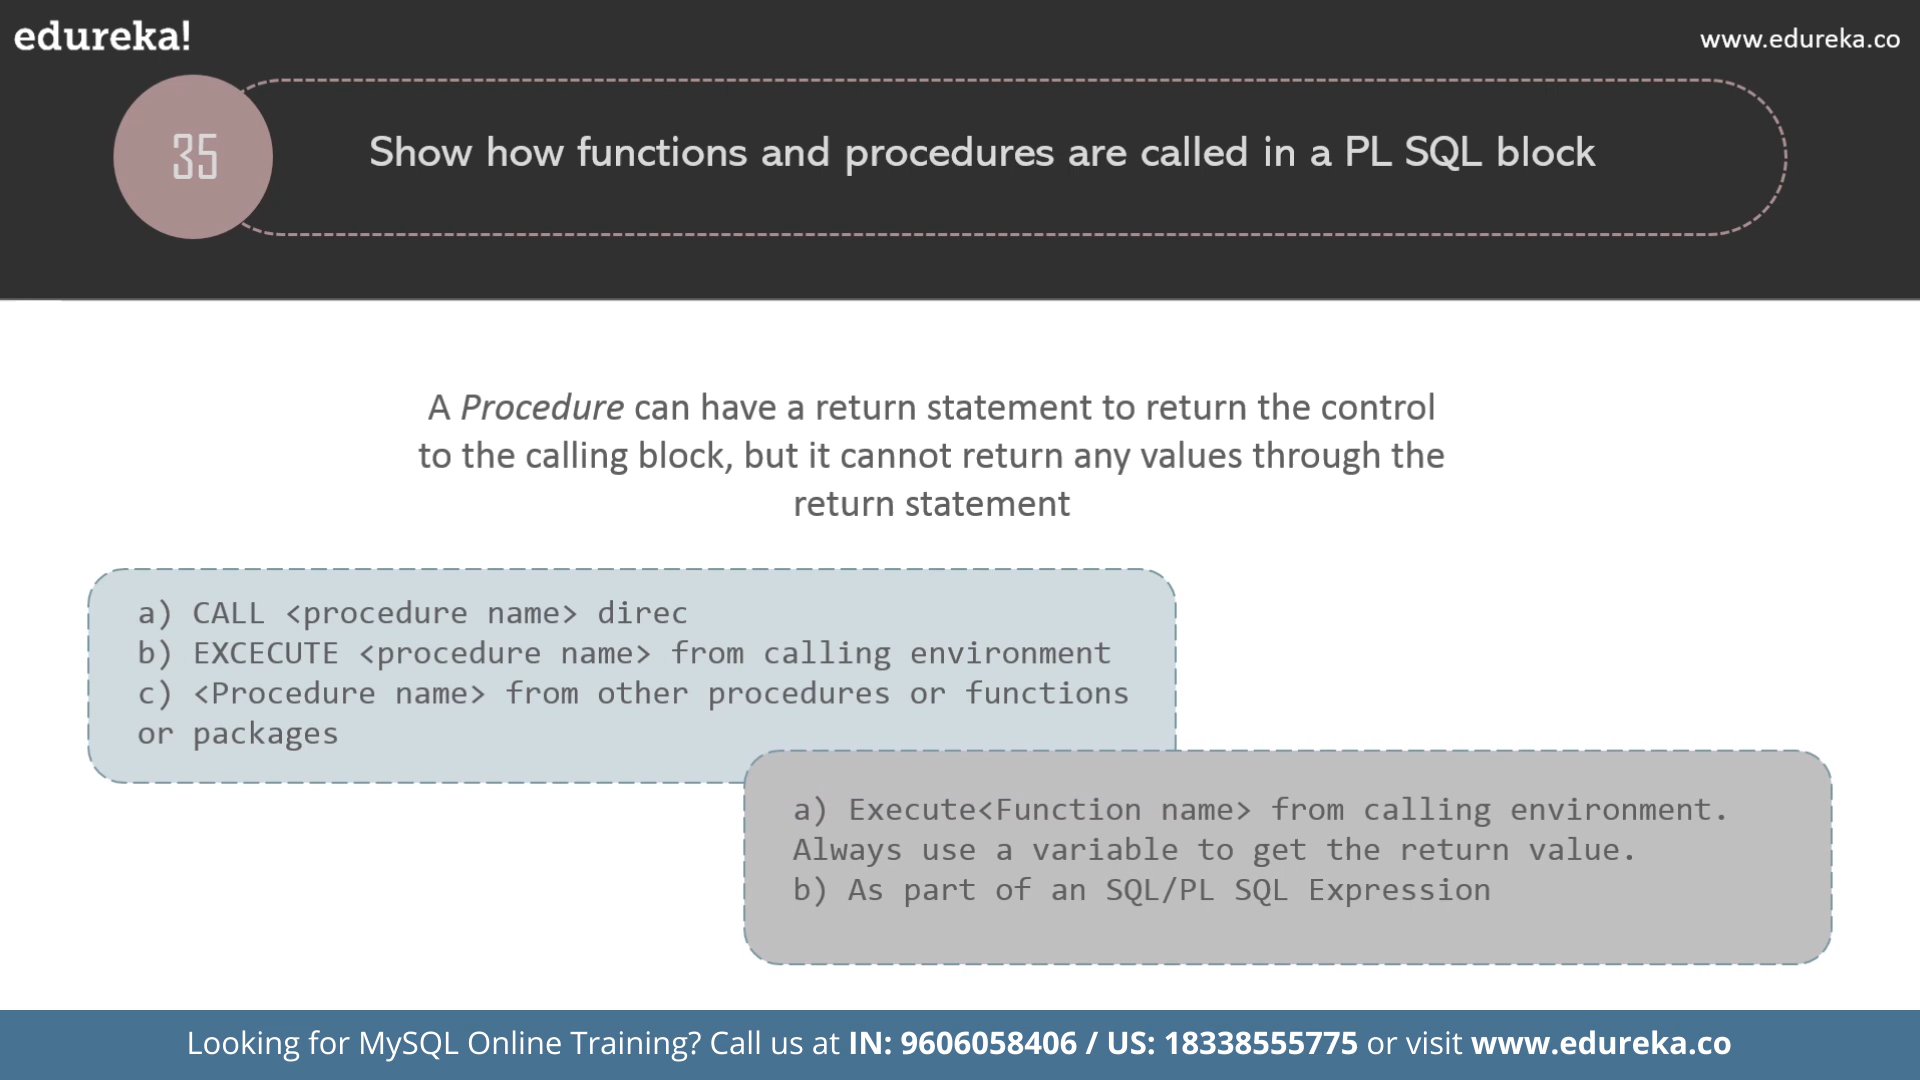 edureka!
www.edureka.co
35
Show how functions and procedures are called in a PL SQL block
A Procedure can have a return statement to return the control
to the calling block, but it cannot return any values through the
return statement
a) CALL <procedure name> direc
b) EXCECUTE <procedure name> from calling environment
c) <Procedure name> from other procedures or functions
or packages
a) Execute<Function name> from calling environment.
Always use a variable to get the return value.
b) As part of an SQL/PL SQL Expression
Looking for MySQL Online Training? Call us at IN: 9606058406 / US: 18338555775 or visit www.edureka.co